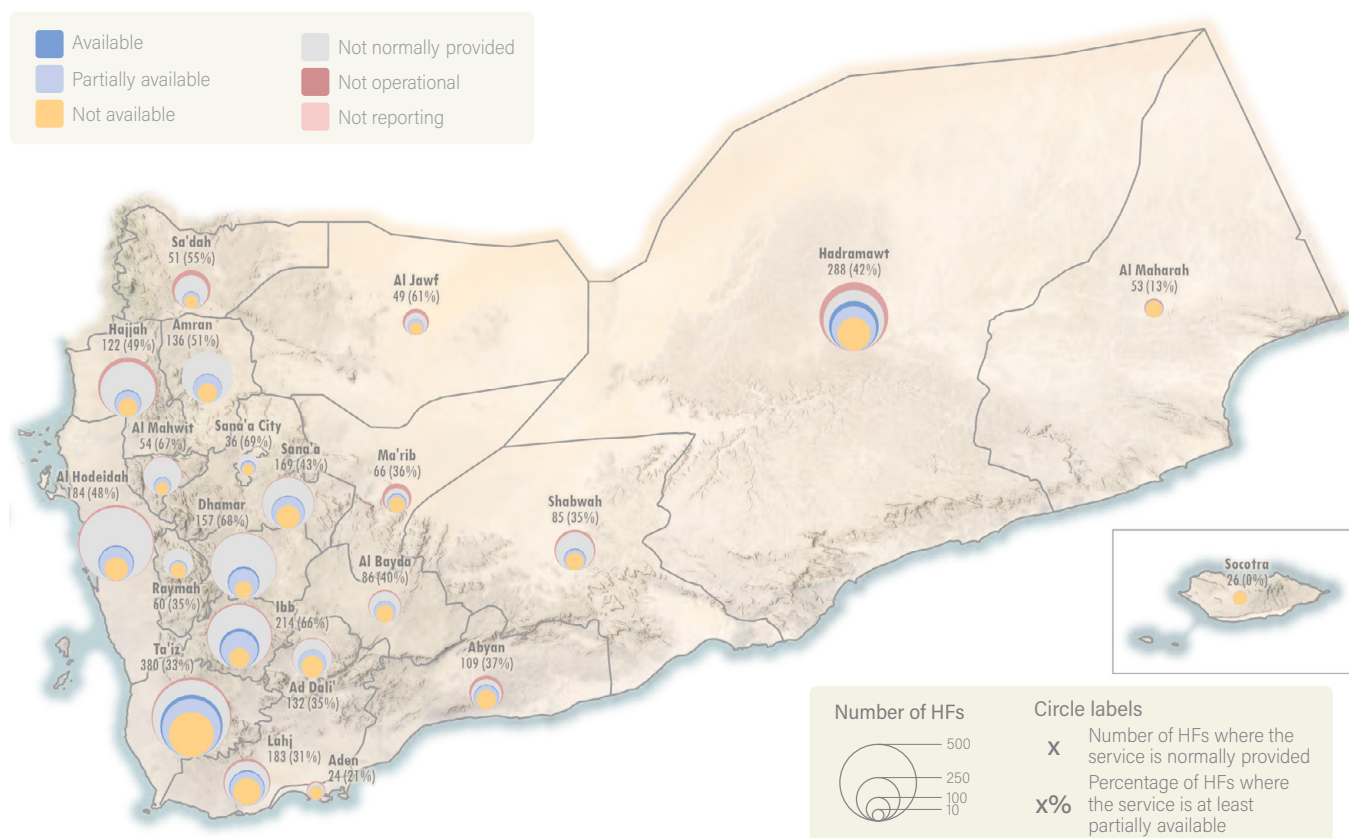 Available
Partially available
Not available
Not normally provided
Not operational
Not reporting
Sa'dah
51 (55%)
Al Jawf
49 (61%)
Hadramawt
288 (42%)
Al Maharah
53 (13%)
Hajjah
122 (49%)
Amran
136 (51%)
Al Mahwit
54 (67%)
Sana'a City
36 (69%)
Sana'a
169 (43%)
Ma'rib
66 (36%)
Al Hodeidah
184 (48%)
Dhamar
157 (68%)
Shabwah
85 (35%)
Al Bayda
86 (40%)
Raymah
60 (35%)
Ibb
214 (66%)
Socotra
26 (0%)
Ta'iz
380 (33%)
Ad Dali'
132 (35%)
Abyan
109 (37%)
Lahj
183 (31%)
Aden
24 (21%)
Number of HFs
500
250
100
10
Circle labels
x Number of HFs where the
service is normally provided
x% Percentage of HFs where
the service is at least
partially available